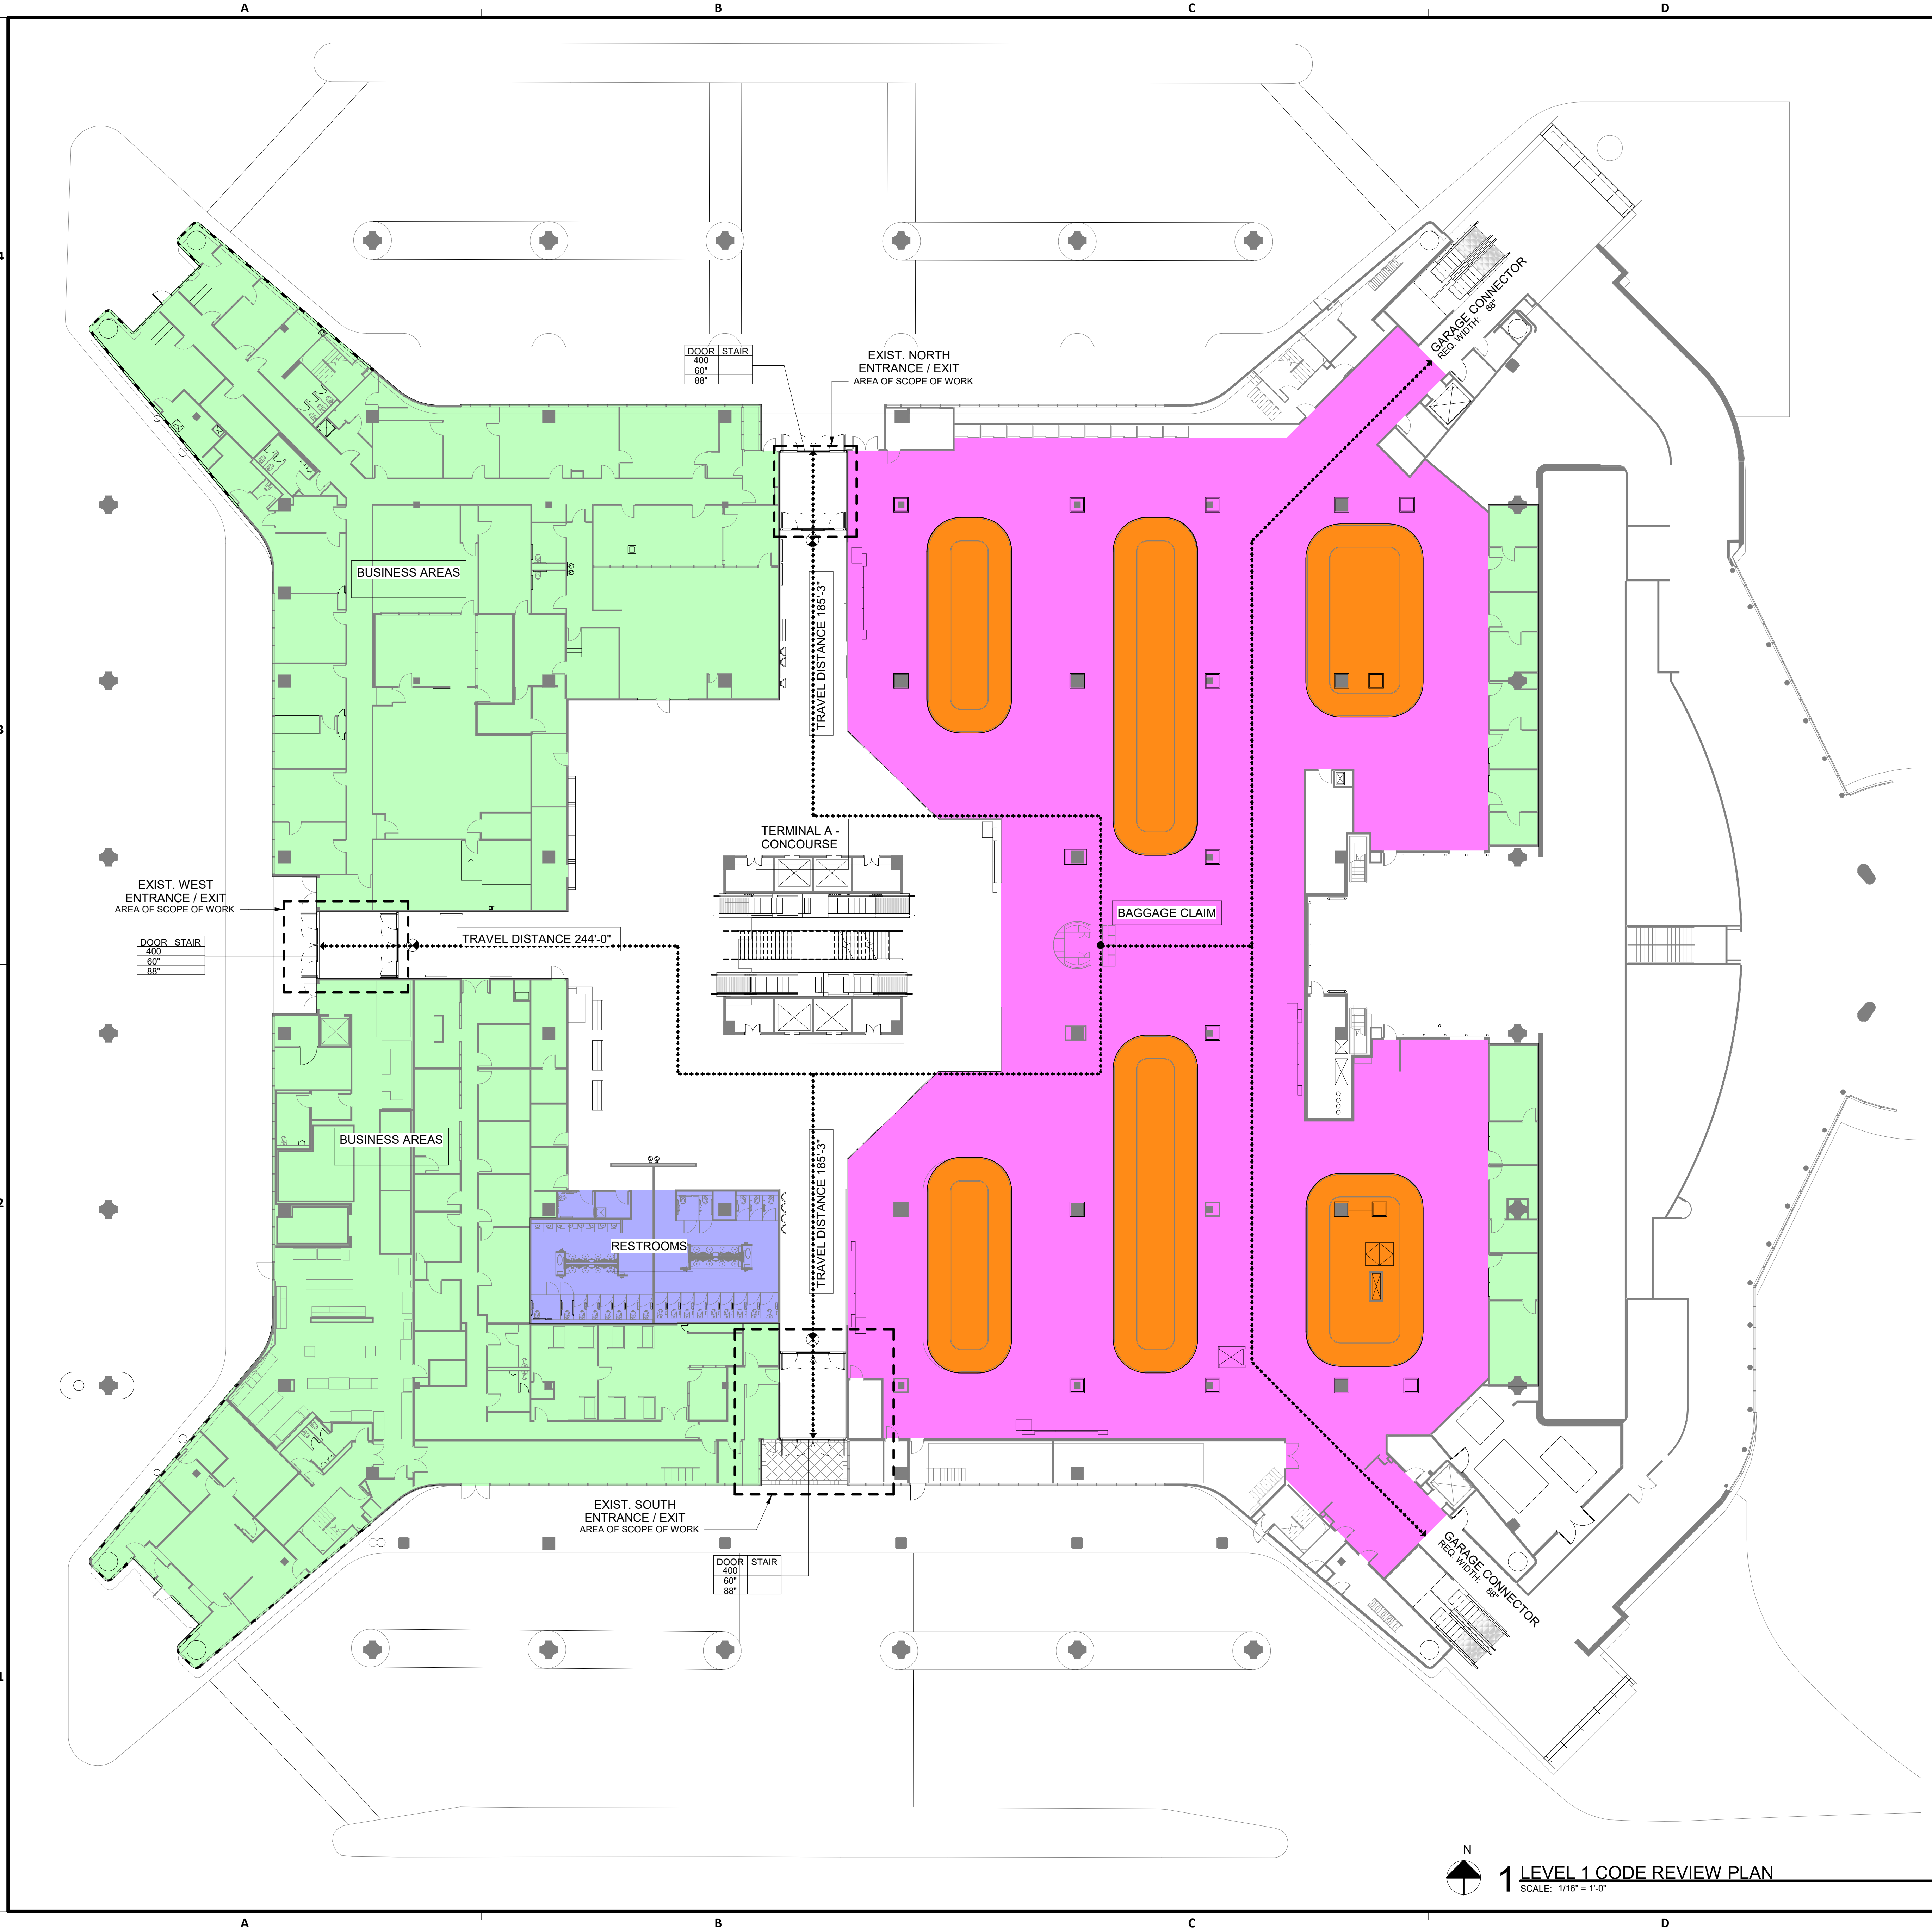 A B C D
4
GARAGE CONNECTOR
REQ. WIDTH: 88"
DOOR STAIR
400
60"
88"
EXIST. NORTH
ENTRANCE / EXIT
AREA OF SCOPE OF WORK
BUSINESS AREAS
TRAVEL DISTANCE 185'-3"
3
TERMINAL A -
CONCOURSE
EXIST. WEST
ENTRANCE / EXIT
AREA OF SCOPE OF WORK
BAGGAGE CLAIM
DOOR STAIR
400
60"
88"
TRAVEL DISTANCE 244'-0"
BUSINESS AREAS
TRAVEL DISTANCE 185'-3"
2
RESTROOMS
EXIST. SOUTH
ENTRANCE / EXIT
AREA OF SCOPE OF WORK
DOOR STAIR
400
60"
88"
GARAGE CONNECTOR
REQ. WIDTH: 88"
1
N
1 LEVEL 1 CODE REVIEW PLAN
SCALE: 1/16" = 1'-0"
A B C D